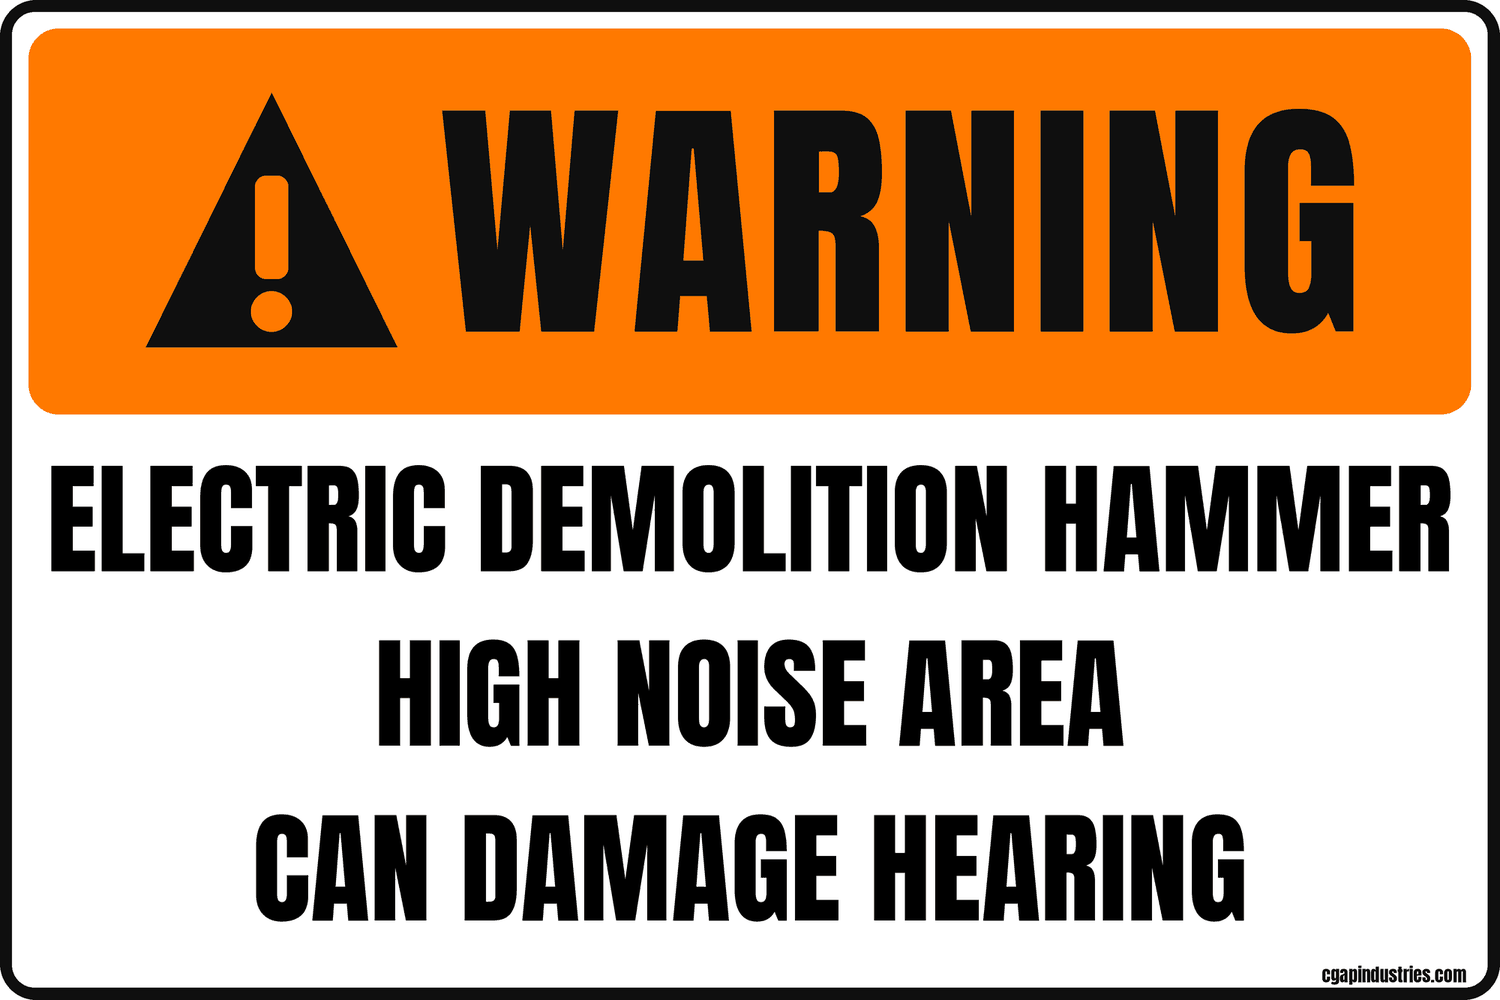 WARNING
ELECTRIC DEMOLITION HAMMER
HIGH NOISE AREA
CAN DAMAGE HEARING
cgapindustries.com